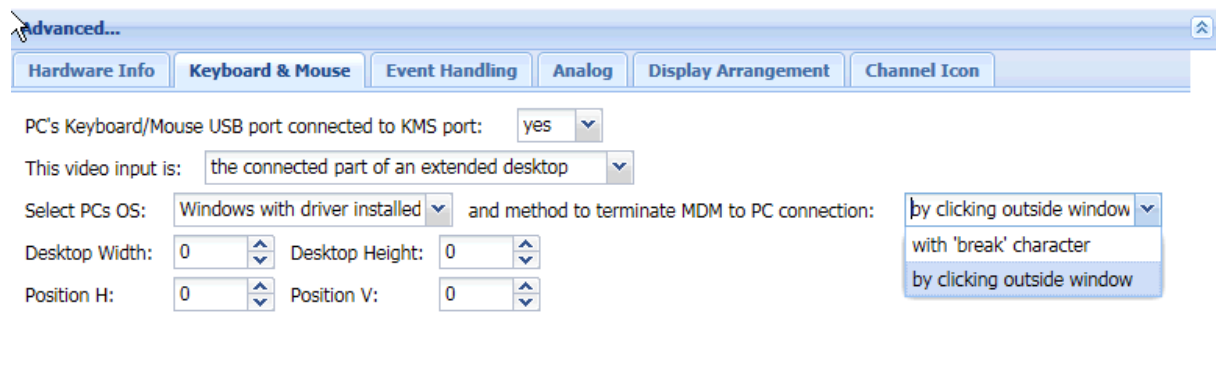 Advanced...
Hardware Info Keyboard & Mouse Event Handling Analog Display Arrangement Channel Icon
PC's Keyboard/Mouse USB port connected to KMS port: yes
This video input is: the connected part of an extended desktop
Select PCs OS: Windows with driver installed and method to terminate MDM to PC connection: by clicking outside window
with 'break' character
Desktop Width: 0 Desktop Height: 0
by clicking outside window
Position H: 0 Position V: 0